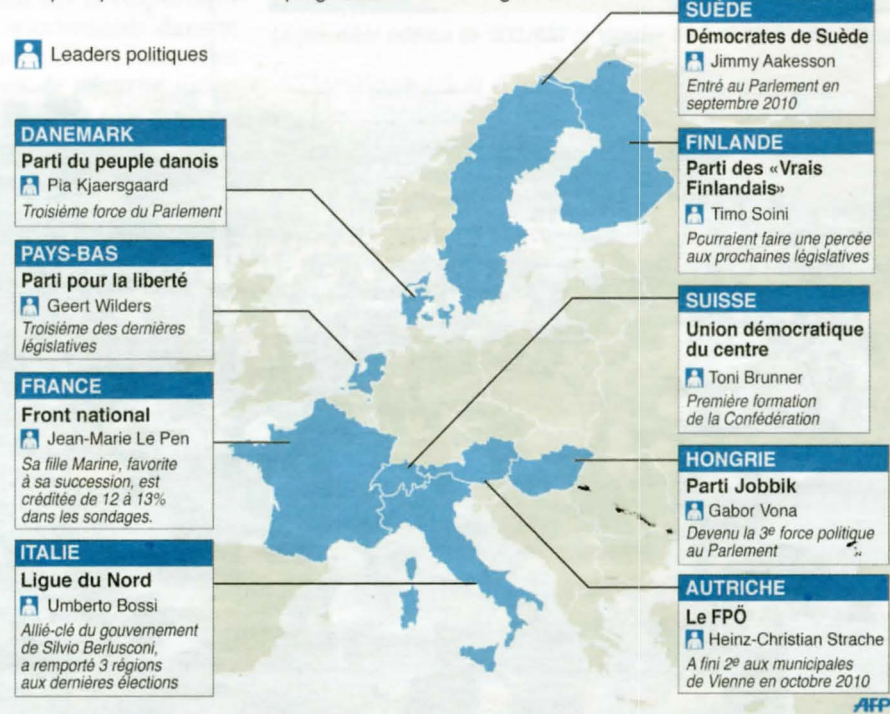 Leaders politiques
DANEMARK
Parti du peuple danois
Pia Kjaersgaard
Troisième force du Parlement
PAYS-BAS
Parti pour la liberté
Geert Wilders
Troisième des dernières
législatives
FRANCE
Front national
Jean-Marie Le Pen
Sa fille Marine, favorite
à sa succession, est
créditée de 12 à 13%
dans les sondages.
ITALIE
Ligue du Nord
Umberto Bossi
Allié-clé du gouvernement
de Silvio Berlusconi,
a remporté 3 régions
aux dernières élections
SUÈDE
Démocrates de Suède
Jimmy Aakesson
Entré au Parlement en
septembre 2010
FINLANDE
Parti des «Vrais
Finlandais»
Timo Soini
Pourraient faire une percée
aux prochaines législatives
SUISSE
Union démocratique
du centre
Toni Brunner
Première formation
de la Confédération
HONGRIE
Parti Jobbik
Gabor Vona
Devenu la 3e force politique
au Parlement
AUTRICHE
Le FPÖ
Heinz-Christian Strache
A fini 2e aux municipales
de Vienne en octobre 2010
AFP